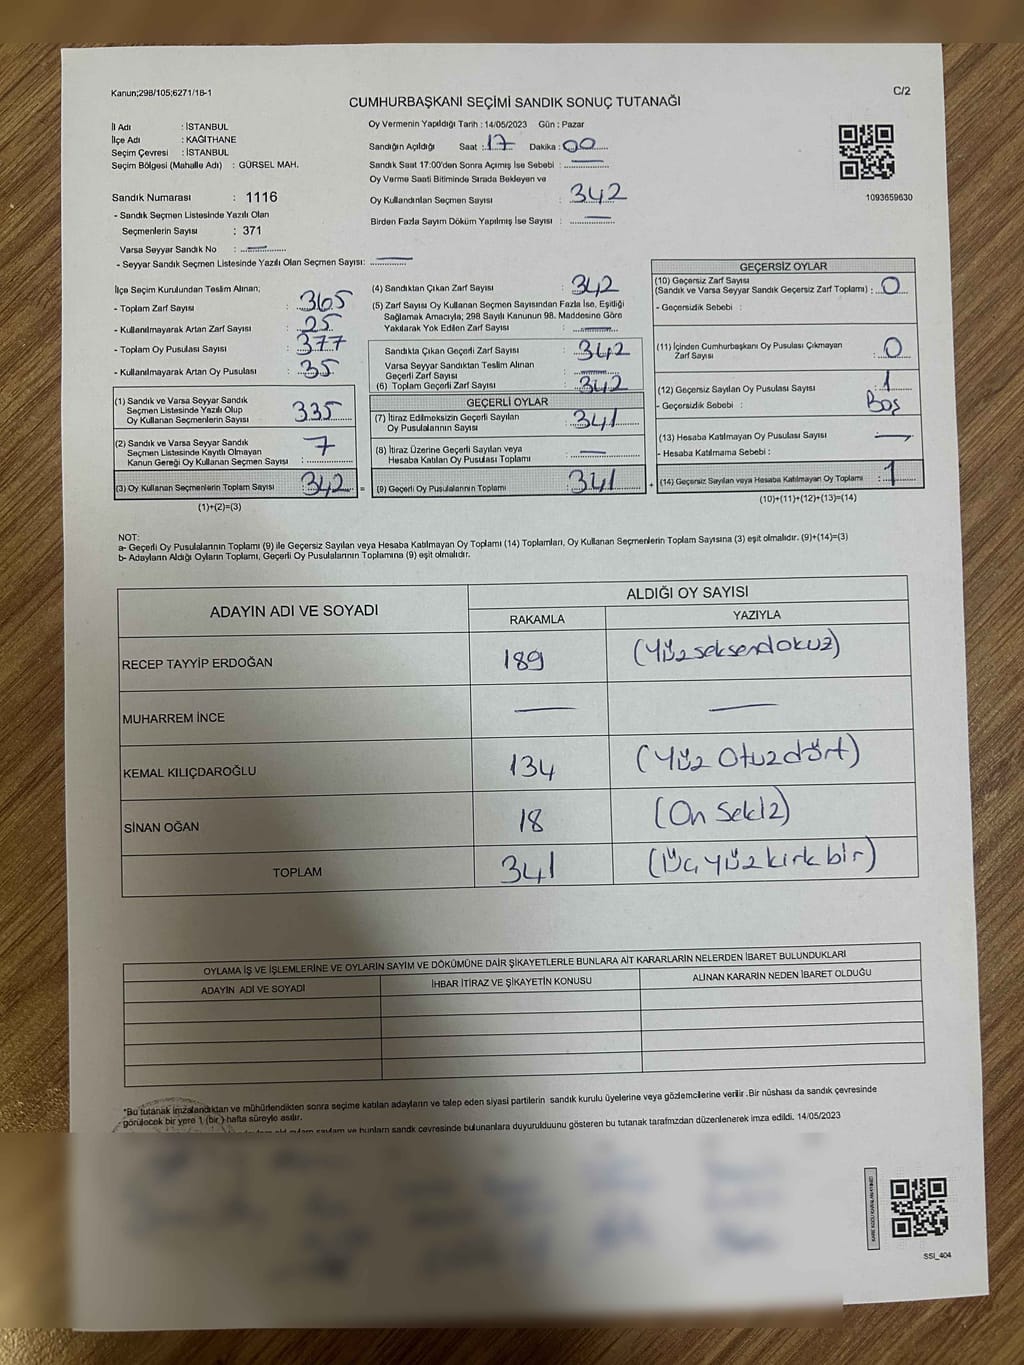 Kanun;298/105;6271/18-1
C/2
CUMHURBAŞKANI SEÇİMİ SANDIK SONUÇ TUTANAĞI
İl Adı : İSTANBUL
İlçe Adı : KAĞITHANE
Seçim Çevresi : İSTANBUL
Seçim Bölgesi (Mahalle Adı) : GÜRSEL MAH.
Sandık Numarası : 1116
- Sandık Seçmen Listesinde Yazılı Olan
Seçmenlerin Sayısı : 371
Varsa Seyyar Sandık No : —
- Seyyar Sandık Seçmen Listesinde Yazılı Olan Seçmen Sayısı: —
Oy Vermenin Yapıldığı Tarih : 14/05/2023 Gün : Pazar
Sandığın Açıldığı Saat : 17 Dakika : 00
Sandık Saat 17:00'den Sonra Açımış İse Sebebi : —
Oy Verme Saati Bitiminde Sırada Bekleyen ve
Oy Kullandırılan Seçmen Sayısı 342
Birden Fazla Sayım Döküm Yapılmış İse Sayısı : —
1093659630
İlçe Seçim Kurulundan Teslim Alınan;
- Toplam Zarf Sayısı : 365
- Kullanılmayarak Artan Zarf Sayısı : 25
- Toplam Oy Pusulası Sayısı : 377
- Kullanılmayarak Artan Oy Pusulası : 35
(1) Sandık ve Varsa Seyyar Sandık
Seçmen Listesinde Yazılı Olup
Oy Kullanan Seçmenlerin Sayısı 335
(2) Sandık ve Varsa Seyyar Sandık
Seçmen Listesinde Kayıtlı Olmayan
Kanun Gereği Oy Kullanan Seçmen Sayısı : 7
(3) Oy Kullanan Seçmenlerin Toplam Sayısı 342
(1)+(2)=(3)
=
(4) Sandıktan Çıkan Zarf Sayısı : 342
(5) Zarf Sayısı Oy Kullanan Seçmen Sayısından Fazla İse, Eşitliği
Sağlamak Amacıyla; 298 Sayılı Kanunun 98. Maddesine Göre
Yakılarak Yok Edilen Zarf Sayısı : —
Sandıkta Çıkan Geçerli Zarf Sayısı : 342
Varsa Seyyar Sandıktan Teslim Alınan
Geçerli Zarf Sayısı : —
(6) Toplam Geçerli Zarf Sayısı : 342
GEÇERLİ OYLAR
(7) İtiraz Edilmeksizin Geçerli Sayılan
Oy Pusulalarının Sayısı : 341
(8) İtiraz Üzerine Geçerli Sayılan veya
Hesaba Katılan Oy Pusulası Toplamı : —
(9) Geçerli Oy Pusulalarının Toplamı : 341
+
GEÇERSİZ OYLAR
(10) Geçersiz Zarf Sayısı
(Sandık ve Varsa Seyyar Sandık Geçersiz Zarf Toplamı) : 0
- Geçersizlik Sebebi :
(11) İçinden Cumhurbaşkanı Oy Pusulası Çıkmayan
Zarf Sayısı : 0
(12) Geçersiz Sayılan Oy Pusulası Sayısı : 1
- Geçersizlik Sebebi : Boş
(13) Hesaba Katılmayan Oy Pusulası Sayısı : —
- Hesaba Katılmama Sebebi :
(14) Geçersiz Sayılan veya Hesaba Katılmayan Oy Toplamı : 1
(10)+(11)+(12)+(13)=(14)
NOT:
a- Geçerli Oy Pusulalarının Toplamı (9) ile Geçersiz Sayılan veya Hesaba Katılmayan Oy Toplamı (14) Toplamları, Oy Kullanan Seçmenlerin Toplam Sayısına (3) eşit olmalıdır. (9)+(14)=(3)
b- Adayların Aldığı Oyların Toplamı, Geçerli Oy Pusulalarının Toplamına (9) eşit olmalıdır.
ADAYIN ADI VE SOYADI
ALDIĞI OY SAYISI
RAKAMLA YAZIYLA
RECEP TAYYİP ERDOĞAN 189 (Yüzseksendokuz)
MUHARREM İNCE — —
KEMAL KILIÇDAROĞLU 134 (Yüz Otuzdört)
SİNAN OĞAN 18 (On Sekiz)
TOPLAM 341 (Üç yüz kırk bir)
OYLAMA İŞ VE İŞLEMLERİNE VE OYLARIN SAYIM VE DÖKÜMÜNE DAİR ŞİKAYETLERLE BUNLARA AİT KARARLARIN NELERDEN İBARET BULUNDUKLARI
ADAYIN ADI VE SOYADI İHBAR İTİRAZ VE ŞİKAYETİN KONUSU ALINAN KARARIN NEDEN İBARET OLDUĞU
*Bu tutanak imzalandıktan ve mühürlendikten sonra seçime katılan adayların ve talep eden siyasi partilerin sandık kurulu üyelerine veya gözlemcilerine verilir .Bir nüshası da sandık çevresinde
görülecek bir yere 1 (bir ) hafta süreyle asılır.
sandık çevresinde bulunanlara duyurulduunu gösteren bu tutanak tarafmzdan düzenlenerek imza edildi. 14/05/2023
SSI_404